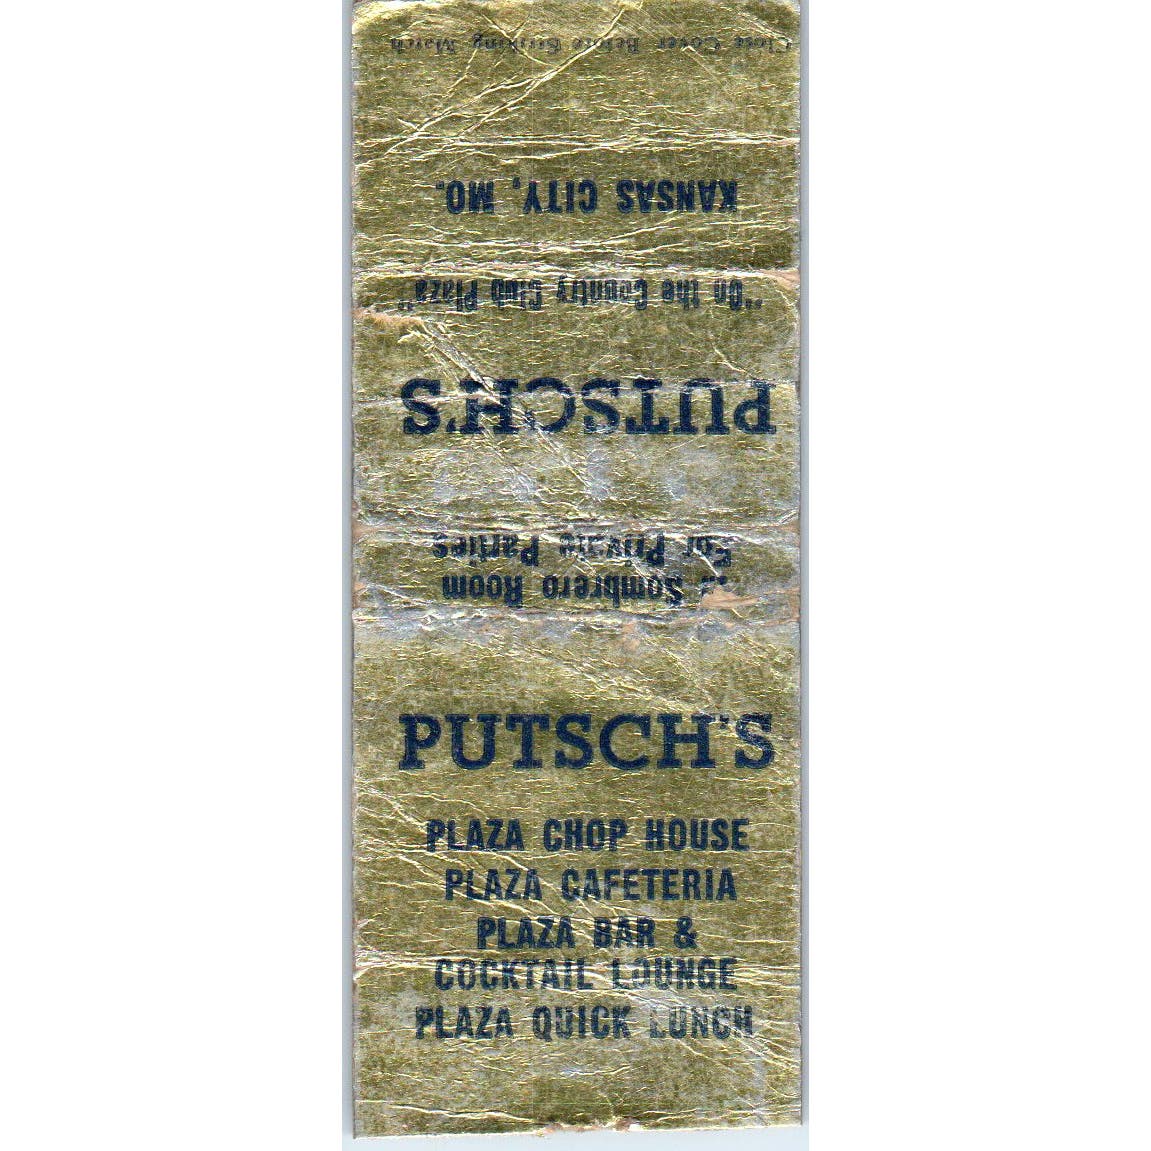 Close Cover Before Striking Match
KANSAS CITY, MO.
"On the Country Club Plaza"
PUTSCH'S
For Private Parties
Sombrero Room
PUTSCH'S
PLAZA CHOP HOUSE
PLAZA CAFETERIA
PLAZA BAR &
COCKTAIL LOUNGE
PLAZA QUICK LUNCH